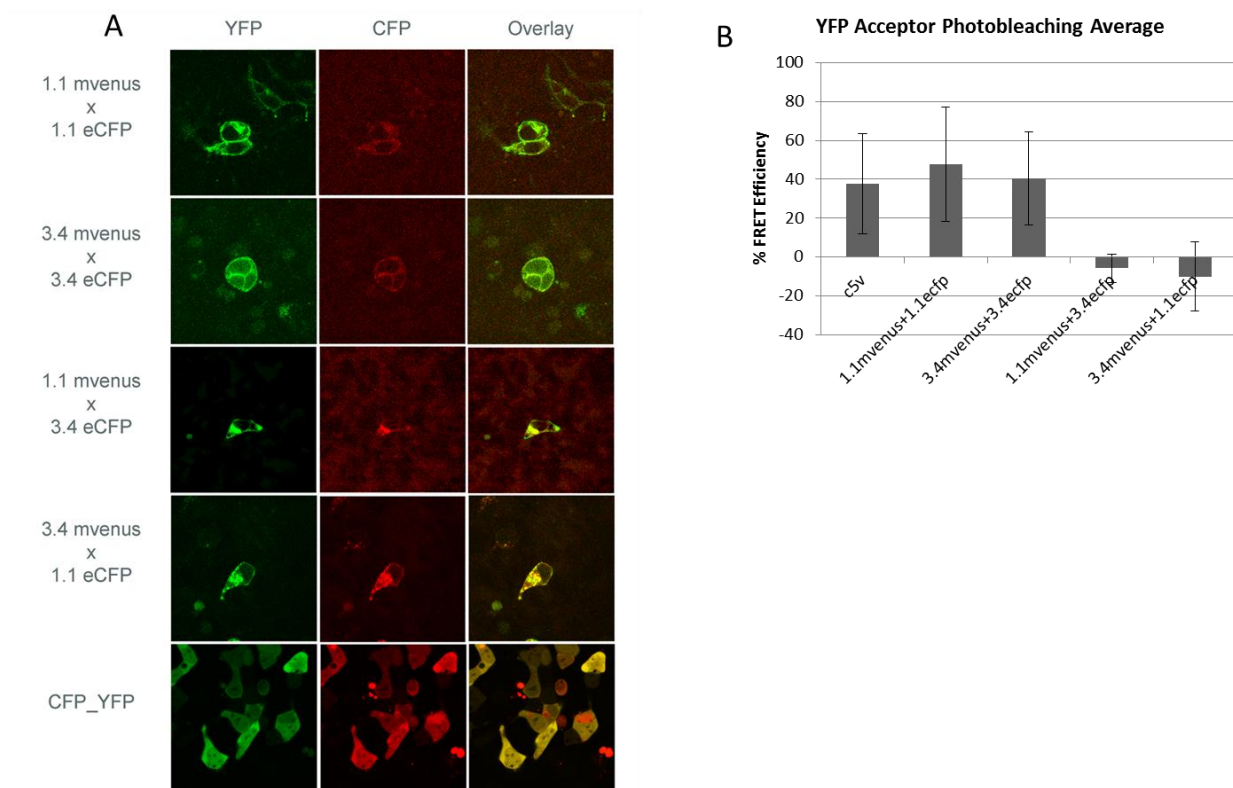 A
YFP
CFP
Overlay
1.1 mvenus
x
1.1 eCFP
3.4 mvenus
x
3.4 eCFP
1.1 mvenus
x
3.4 eCFP
3.4 mvenus
x
1.1 eCFP
CFP_YFP
B
YFP Acceptor Photobleaching Average
% FRET Efficiency
100
80
60
40
20
0
-20
-40
c5v
1.1mvenus+1.1ecfp
3.4mvenus+3.4ecfp
1.1mvenus+3.4ecfp
3.4mvenus+1.1ecfp